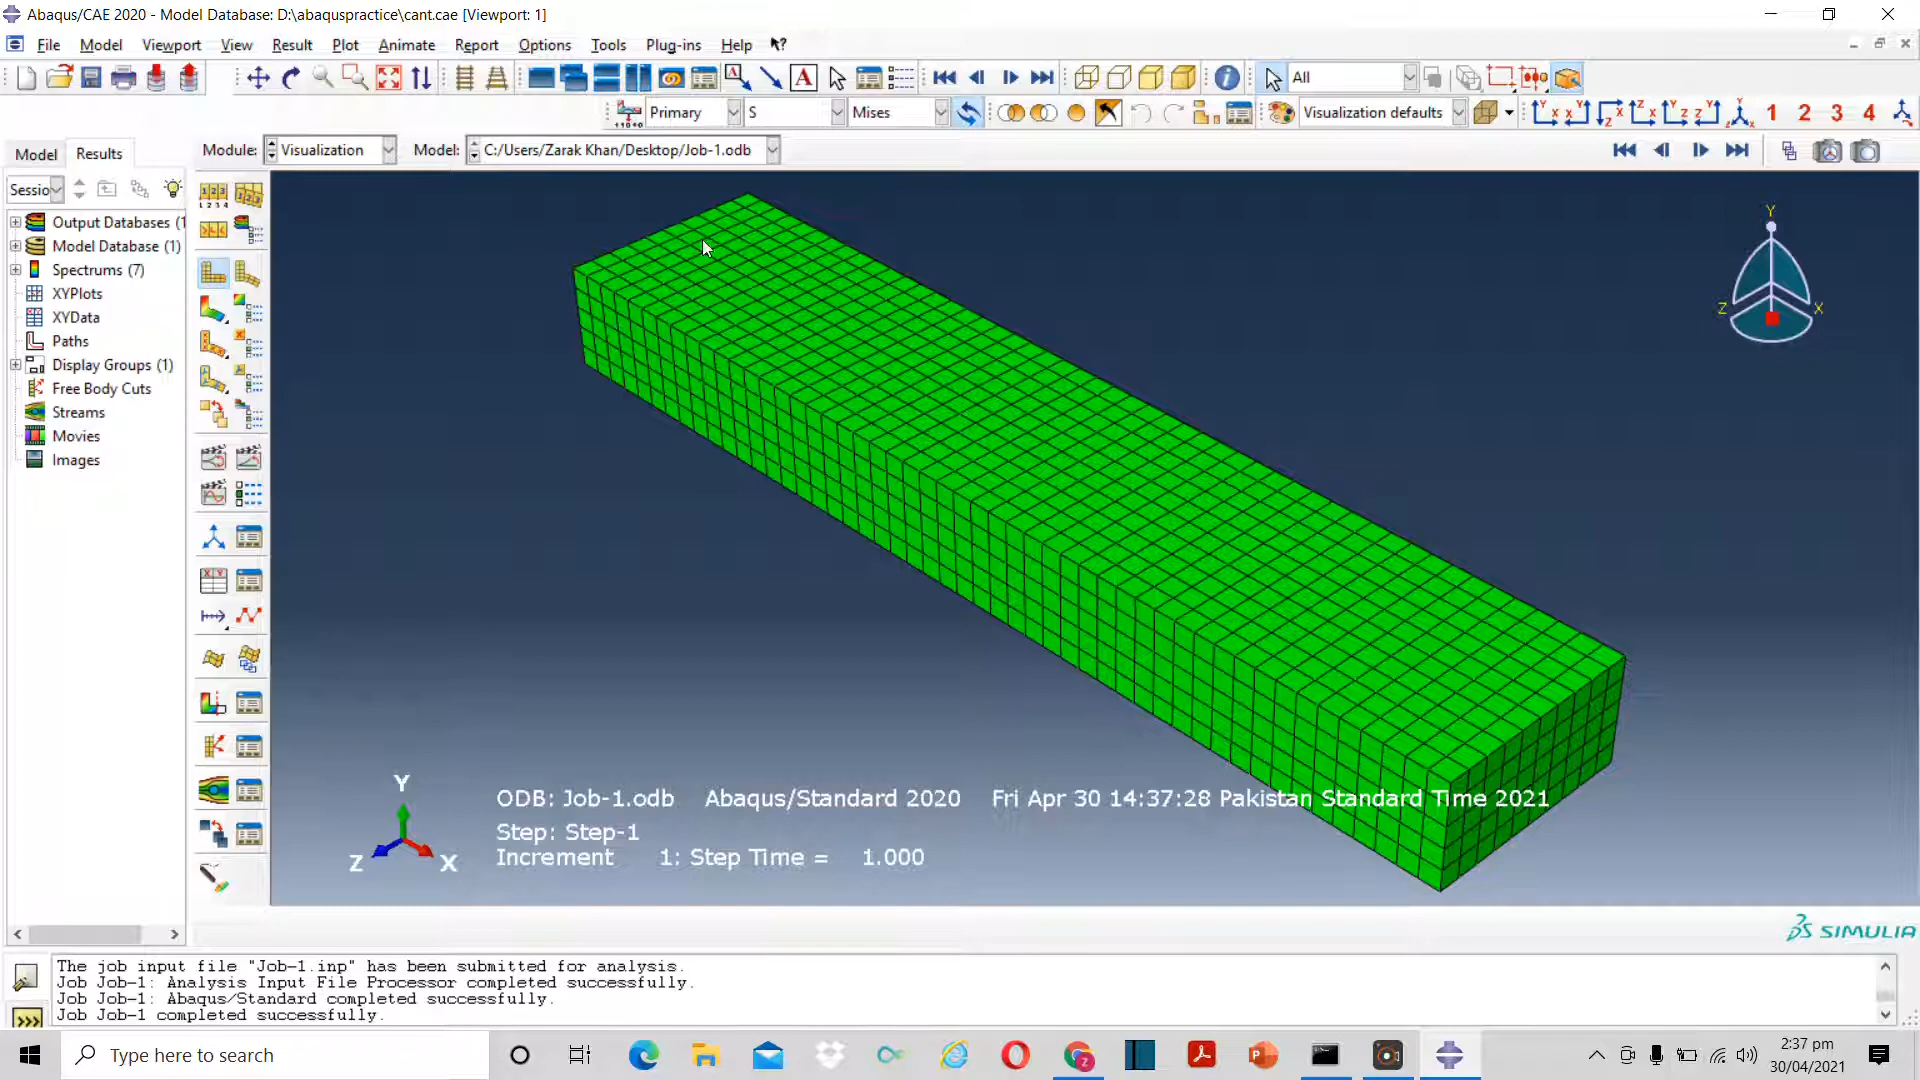 Abaqus/CAE 2020 - Model Database: D:\abaquspractice\cant.cae [Viewport: 1]
File Model Viewport View Result Plot Animate Report Options Tools Plug-ins Help
All
Primary S Mises Visualization defaults 1 2 3 4
Model Results Module: Visualization Model: C:/Users/Zarak Khan/Desktop/Job-1.odb
Sessio
Output Databases (1
Model Database (1)
Spectrums (7)
XYPlots
XYData
Paths
Display Groups (1)
Free Body Cuts
Streams
Movies
Images
Y
Z X
Y
Z X
ODB: Job-1.odb Abaqus/Standard 2020 Fri Apr 30 14:37:28 Pakistan Standard Time 2021
Step: Step-1
Increment 1: Step Time = 1.000
SIMULIA
The job input file "Job-1.inp" has been submitted for analysis.
Job Job-1: Analysis Input File Processor completed successfully.
Job Job-1: Abaqus/Standard completed successfully.
Job Job-1 completed successfully.
>>>
Type here to search
2:37 pm
30/04/2021